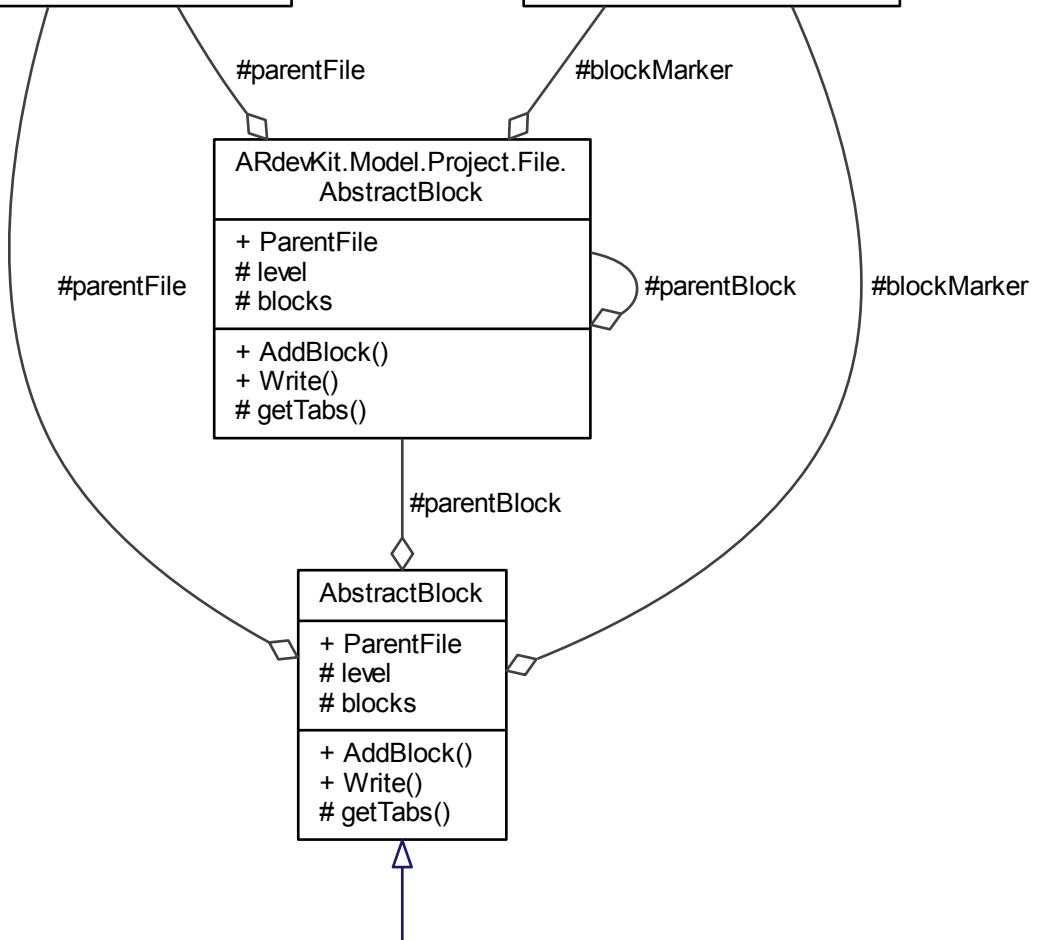 #parentFile
#blockMarker
ARdevKit.Model.Project.File.
AbstractBlock
+ ParentFile
# level
# blocks
+ AddBlock()
+ Write()
# getTabs()
#parentFile
#parentBlock
#blockMarker
#parentBlock
AbstractBlock
+ ParentFile
# level
# blocks
+ AddBlock()
+ Write()
# getTabs()